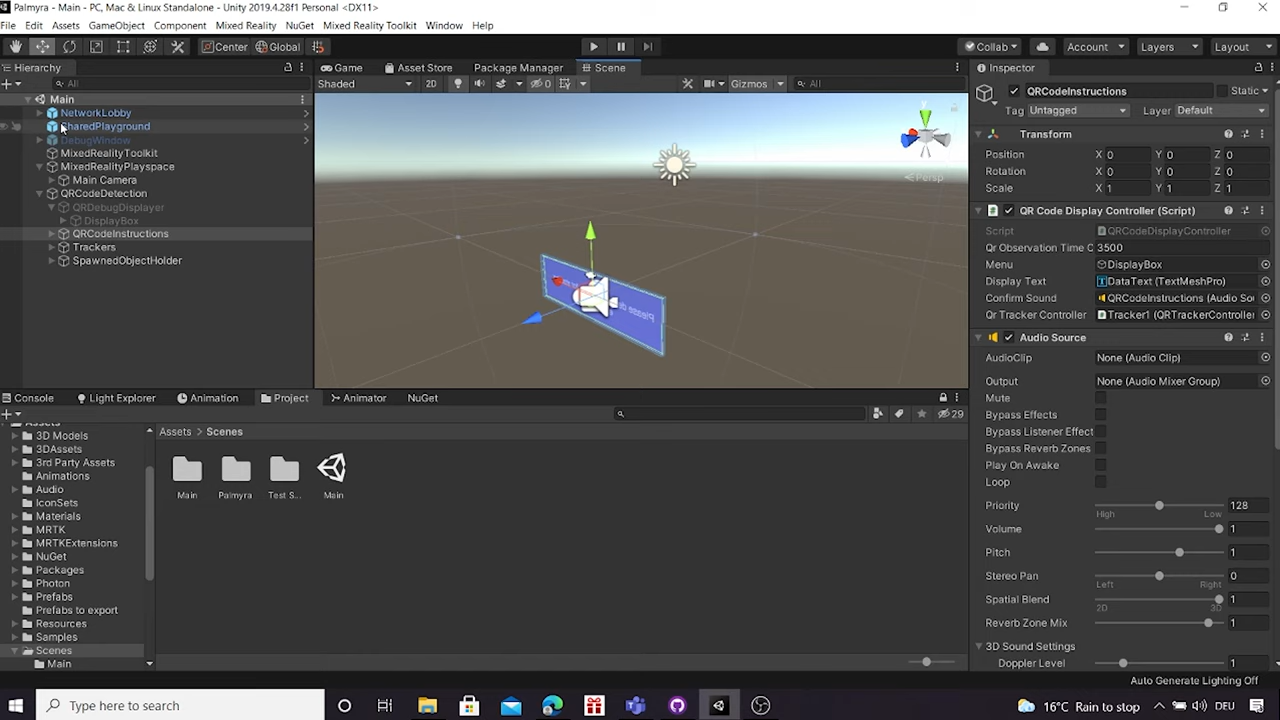 Palmyra - Main - PC, Mac & Linux Standalone - Unity 2019.4.28f1 Personal <DX11>
File Edit Assets GameObject Component Mixed Reality NuGet Mixed Reality Toolkit Window Help
Center Global Collab Account Layers Layout
Hierarchy Game Asset Store Package Manager Scene Inspector
All Shaded 2D 0 Gizmos All QRCodeInstructions Static
Main Tag Untagged Layer Default
NetworkLobby
SharedPlayground
DebugWindow
MixedRealityToolkit
MixedRealityPlayspace
Main Camera
QRCodeDetection
QRDebugDisplayer
DisplayBox
QRCodeInstructions
Trackers
SpawnedObjectHolder
y
Persp
Transform
Position X 0 Y 0 Z 0
Rotation X 0 Y 0 Z 0
Scale X 1 Y 1 Z 1
QR Code Display Controller (Script)
Script QRCodeDisplayController
Qr Observation Time C 3500
Menu DisplayBox
Display Text DataText (TextMeshPro)
Confirm Sound QRCodeInstructions (Audio Sou
Qr Tracker Controller Tracker1 (QRTrackerController
Audio Source
AudioClip None (Audio Clip)
Output None (Audio Mixer Group)
Mute
Bypass Effects
Bypass Listener Effect
Bypass Reverb Zones
Play On Awake
Loop
Priority 128
High Low
Volume 1
Pitch 1
Stereo Pan 0
Left Right
Spatial Blend 1
2D 3D
Reverb Zone Mix 1
3D Sound Settings
Doppler Level 1
Console Light Explorer Animation Project Animator NuGet
29
Assets
3D Models
3DAssets
3rd Party Assets
Animations
Audio
IconSets
Materials
MRTK
MRTKExtensions
NuGet
Packages
Photon
Prefabs
Prefabs to export
Resources
Samples
Scenes
Main
Assets > Scenes
Main Palmyra Test S... Main
Auto Generate Lighting Off
Type here to search 16°C Rain to stop DEU